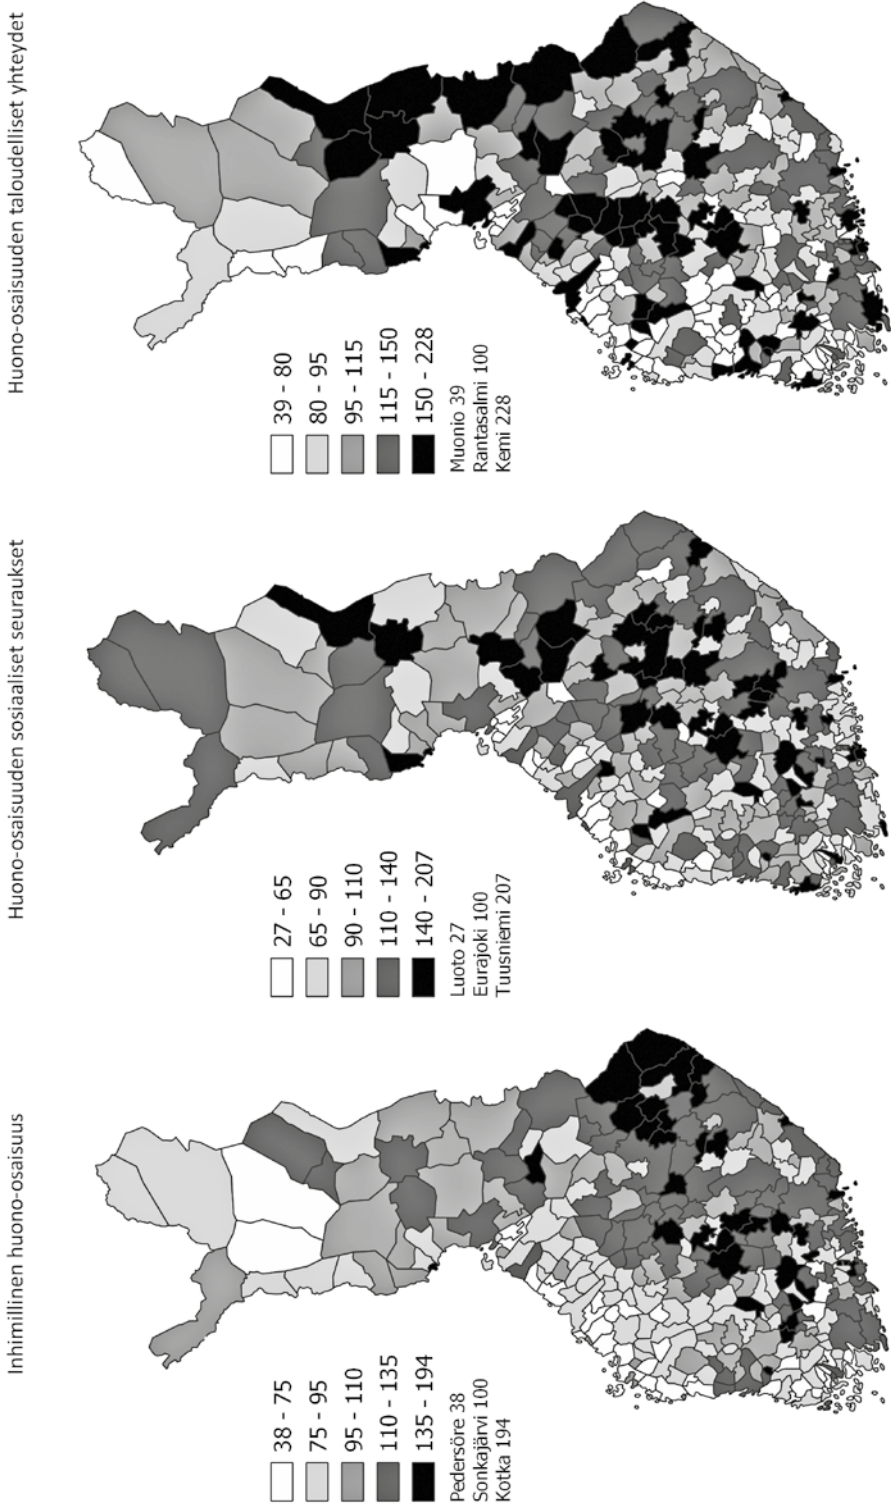 Inhimillinen huono-osaisuus
38 - 75
75 - 95
95 - 110
110 - 135
135 - 194
Pedersöre 38
Sonkajärvi 100
Kotka 194
Huono-osaisuuden sosiaaliset seuraukset
27 - 65
65 - 90
90 - 110
110 - 140
140 - 207
Luoto 27
Eurajoki 100
Tuusniemi 207
Huono-osaisuuden taloudelliset yhteydet
39 - 80
80 - 95
95 - 115
115 - 150
150 - 228
Muonio 39
Rantasalmi 100
Kemi 228